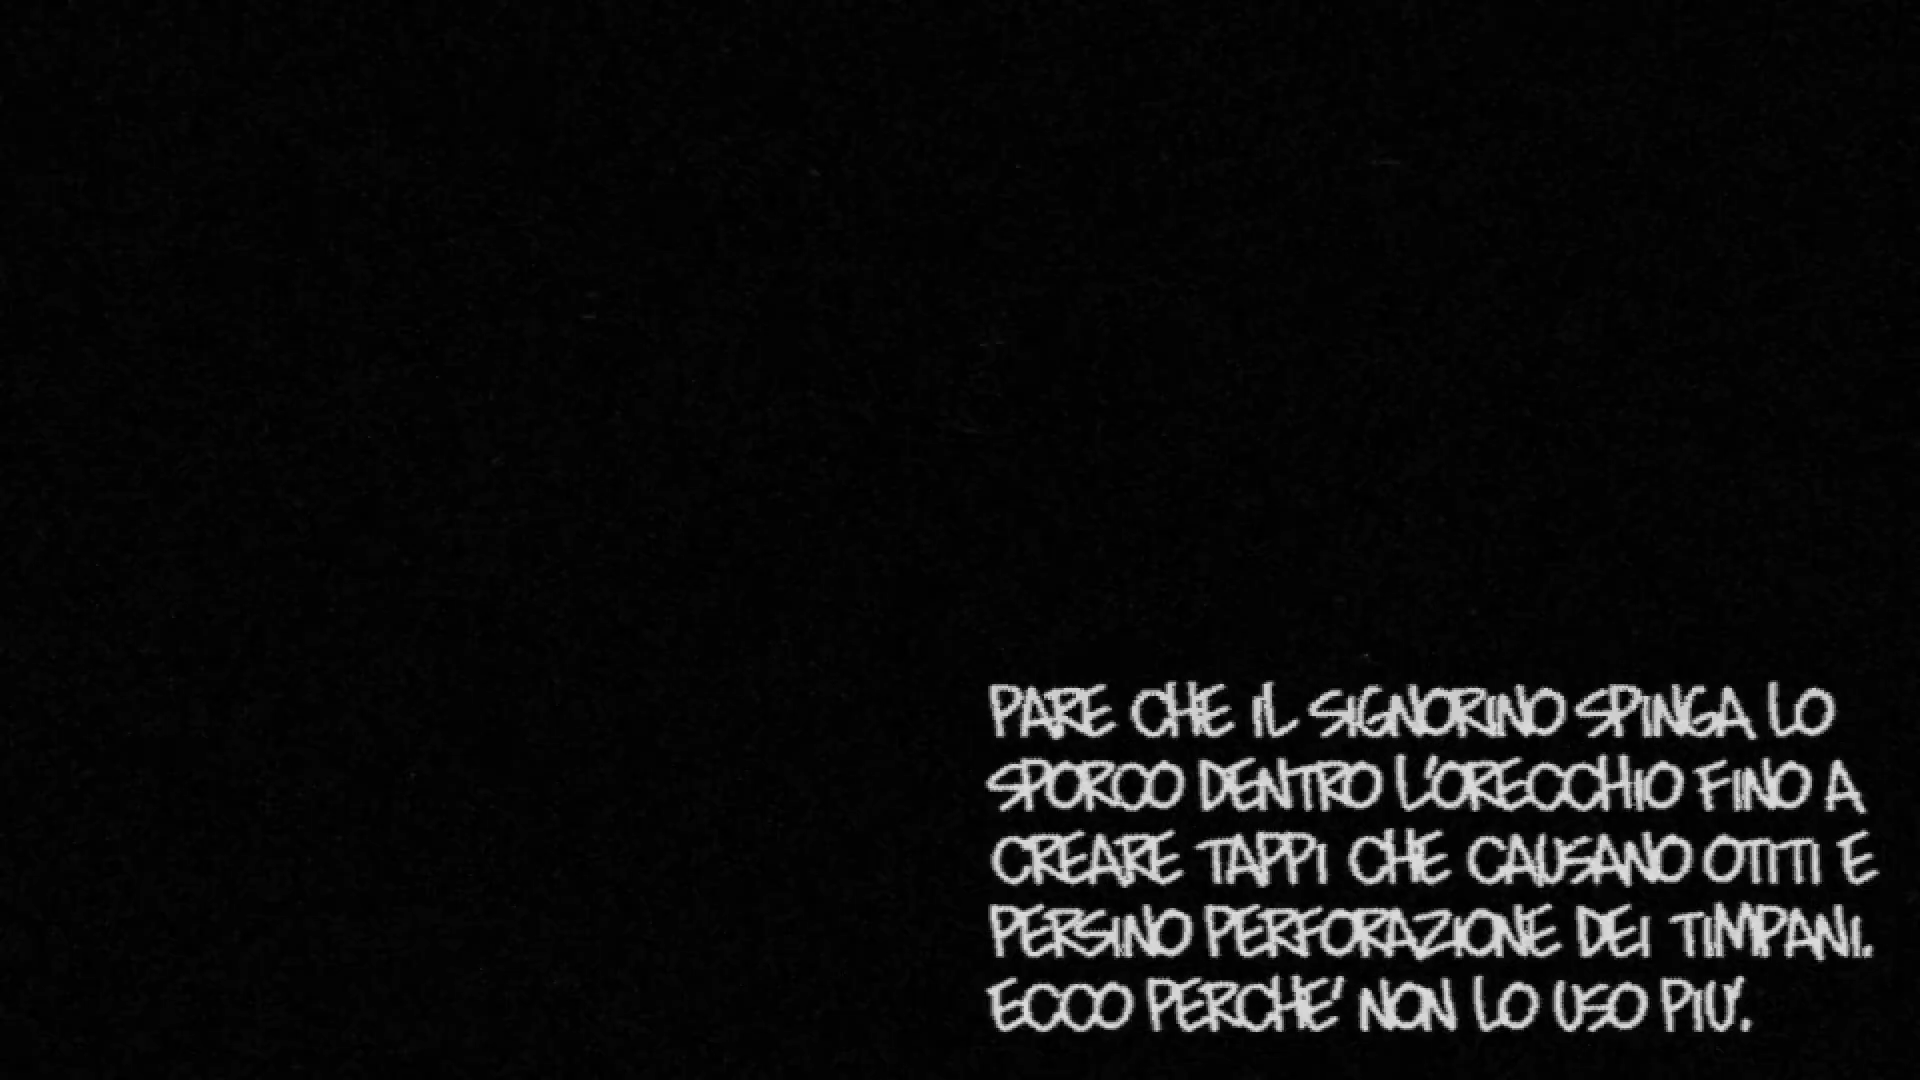 PARE CHE IL SIGNORINO SPINGA LO
SPORCO DENTRO L'ORECCHIO FINO A
CREARE TAPPI CHE CAUSANO OTITI E
PERSINO PERFORAZIONE DEI TIMPANI.
ECCO PERCHE' NON LO USO PIU'.